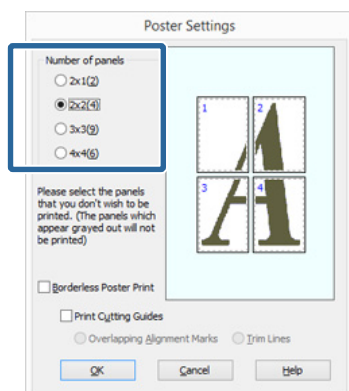 Poster Settings
Number of panels
2x1(2)
2x2(4)
3x3(9)
4x4(6)
1
2
3
4
Please select the panels
that you don't wish to be
printed. (The panels which
appear grayed out will not
be printed)
Borderless Poster Print
Print Cutting Guides
Overlapping Alignment Marks
Trim Lines
OK
Cancel
Help